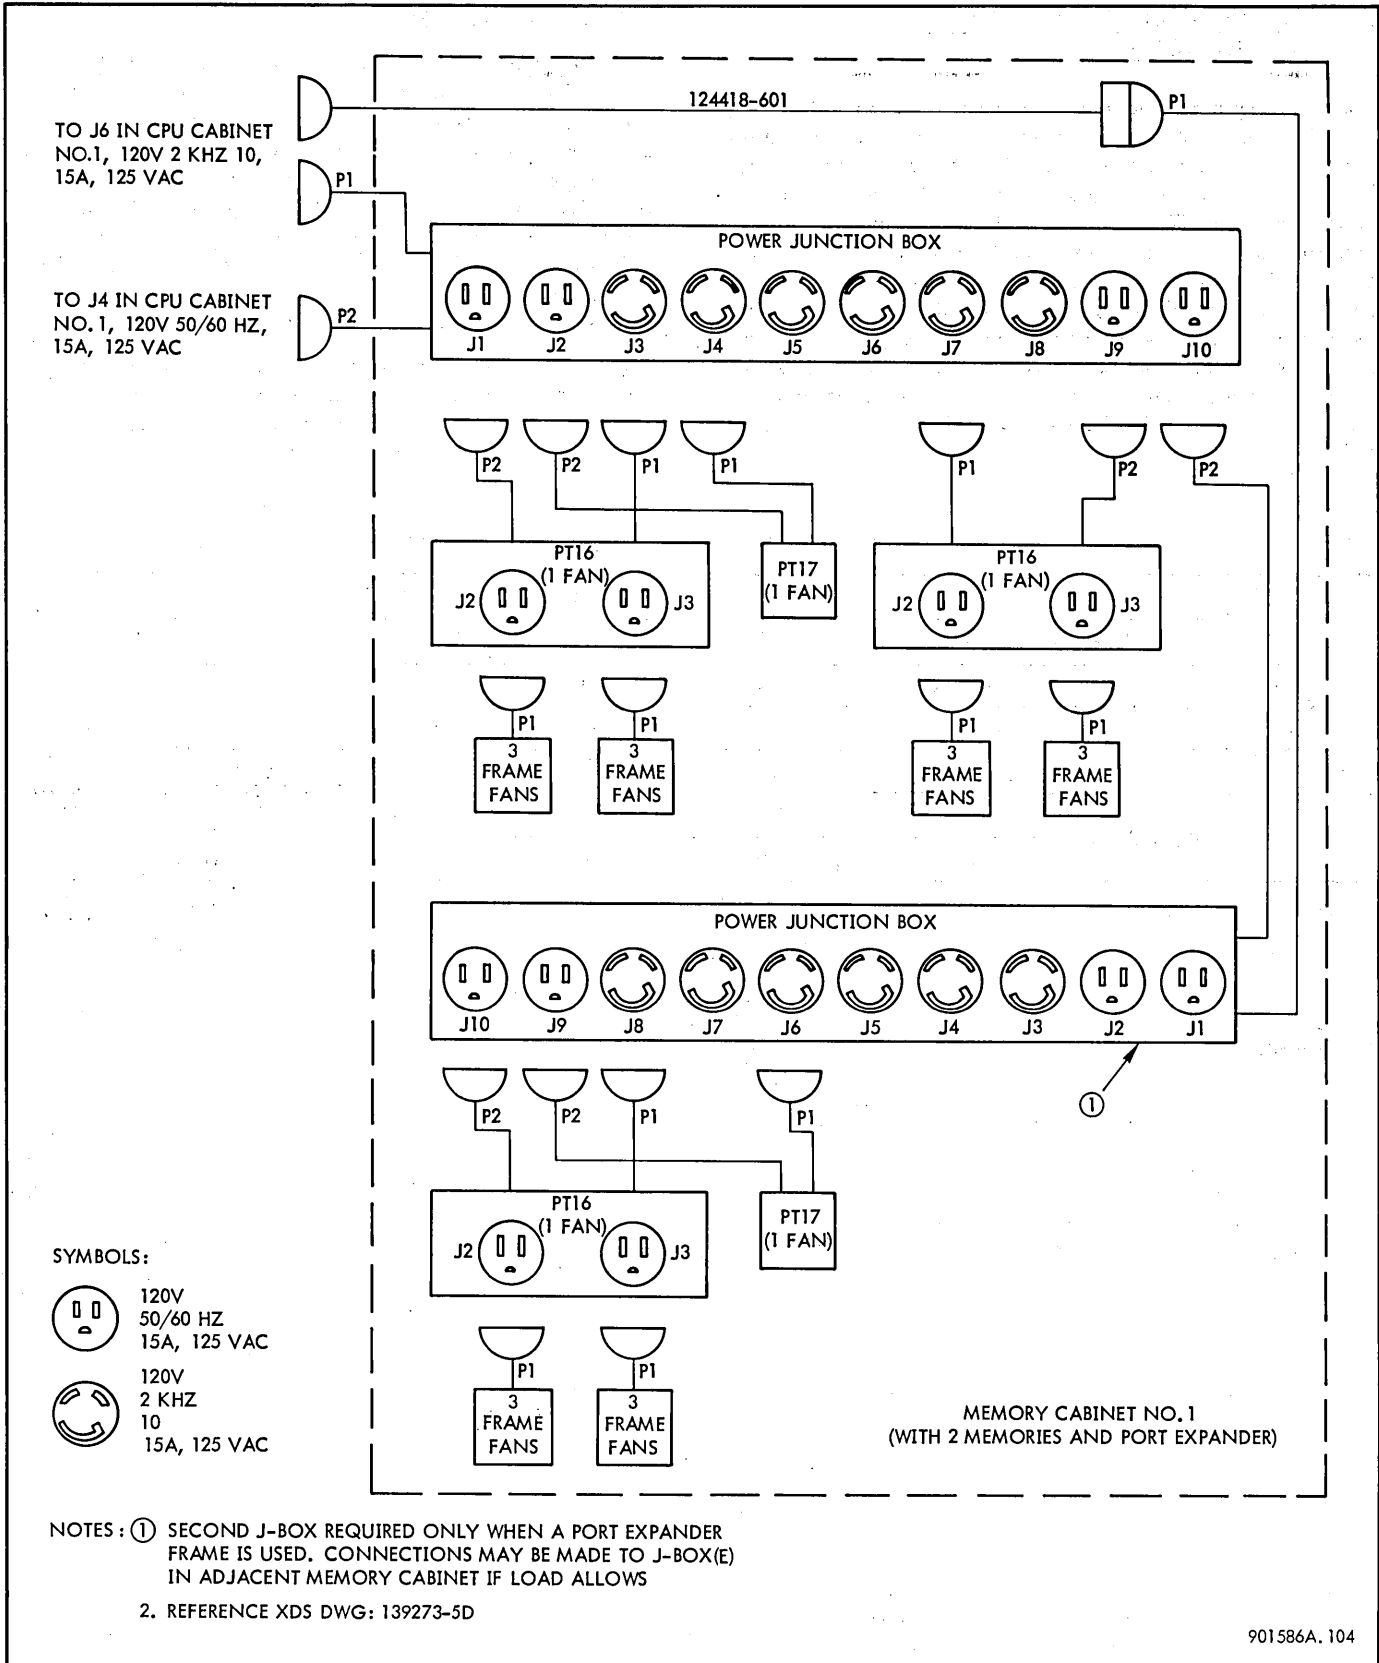 124418-601
P1
TO J6 IN CPU CABINET
NO.1, 120V 2 KHZ 10,
15A, 125 VAC
P1
POWER JUNCTION BOX
TO J4 IN CPU CABINET
NO.1, 120V 50/60 HZ,
15A, 125 VAC
P2
J1 J2 J3 J4 J5 J6 J7 J8 J9 J10
P2 P2 P1 P1 P1 P2 P2
PT16
(1 FAN)
J2 J3
PT17
(1 FAN)
PT16
(1 FAN)
J2 J3
P1 P1 P1 P1
3
FRAME
FANS
3
FRAME
FANS
3
FRAME
FANS
3
FRAME
FANS
POWER JUNCTION BOX
J10 J9 J8 J7 J6 J5 J4 J3 J2 J1
1
P2 P2 P1 P1
PT16
(1 FAN)
J2 J3
PT17
(1 FAN)
P1 P1
3
FRAME
FANS
3
FRAME
FANS
SYMBOLS:
120V
50/60 HZ
15A, 125 VAC
120V
2 KHZ
10
15A, 125 VAC
MEMORY CABINET NO.1
(WITH 2 MEMORIES AND PORT EXPANDER)
NOTES: 1 SECOND J-BOX REQUIRED ONLY WHEN A PORT EXPANDER
FRAME IS USED. CONNECTIONS MAY BE MADE TO J-BOX(E)
IN ADJACENT MEMORY CABINET IF LOAD ALLOWS
2. REFERENCE XDS DWG: 139273-5D
901586A.104